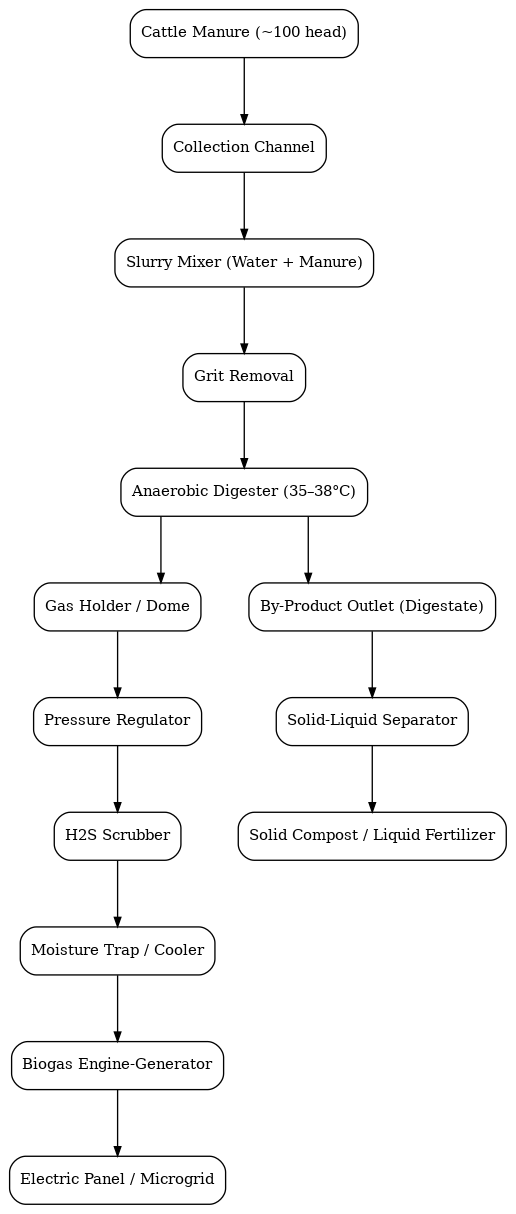 Cattle Manure (~100 head)
Collection Channel
Slurry Mixer (Water + Manure)
Grit Removal
Anaerobic Digester (35–38°C)
Gas Holder / Dome
By-Product Outlet (Digestate)
Pressure Regulator
Solid-Liquid Separator
H2S Scrubber
Solid Compost / Liquid Fertilizer
Moisture Trap / Cooler
Biogas Engine-Generator
Electric Panel / Microgrid